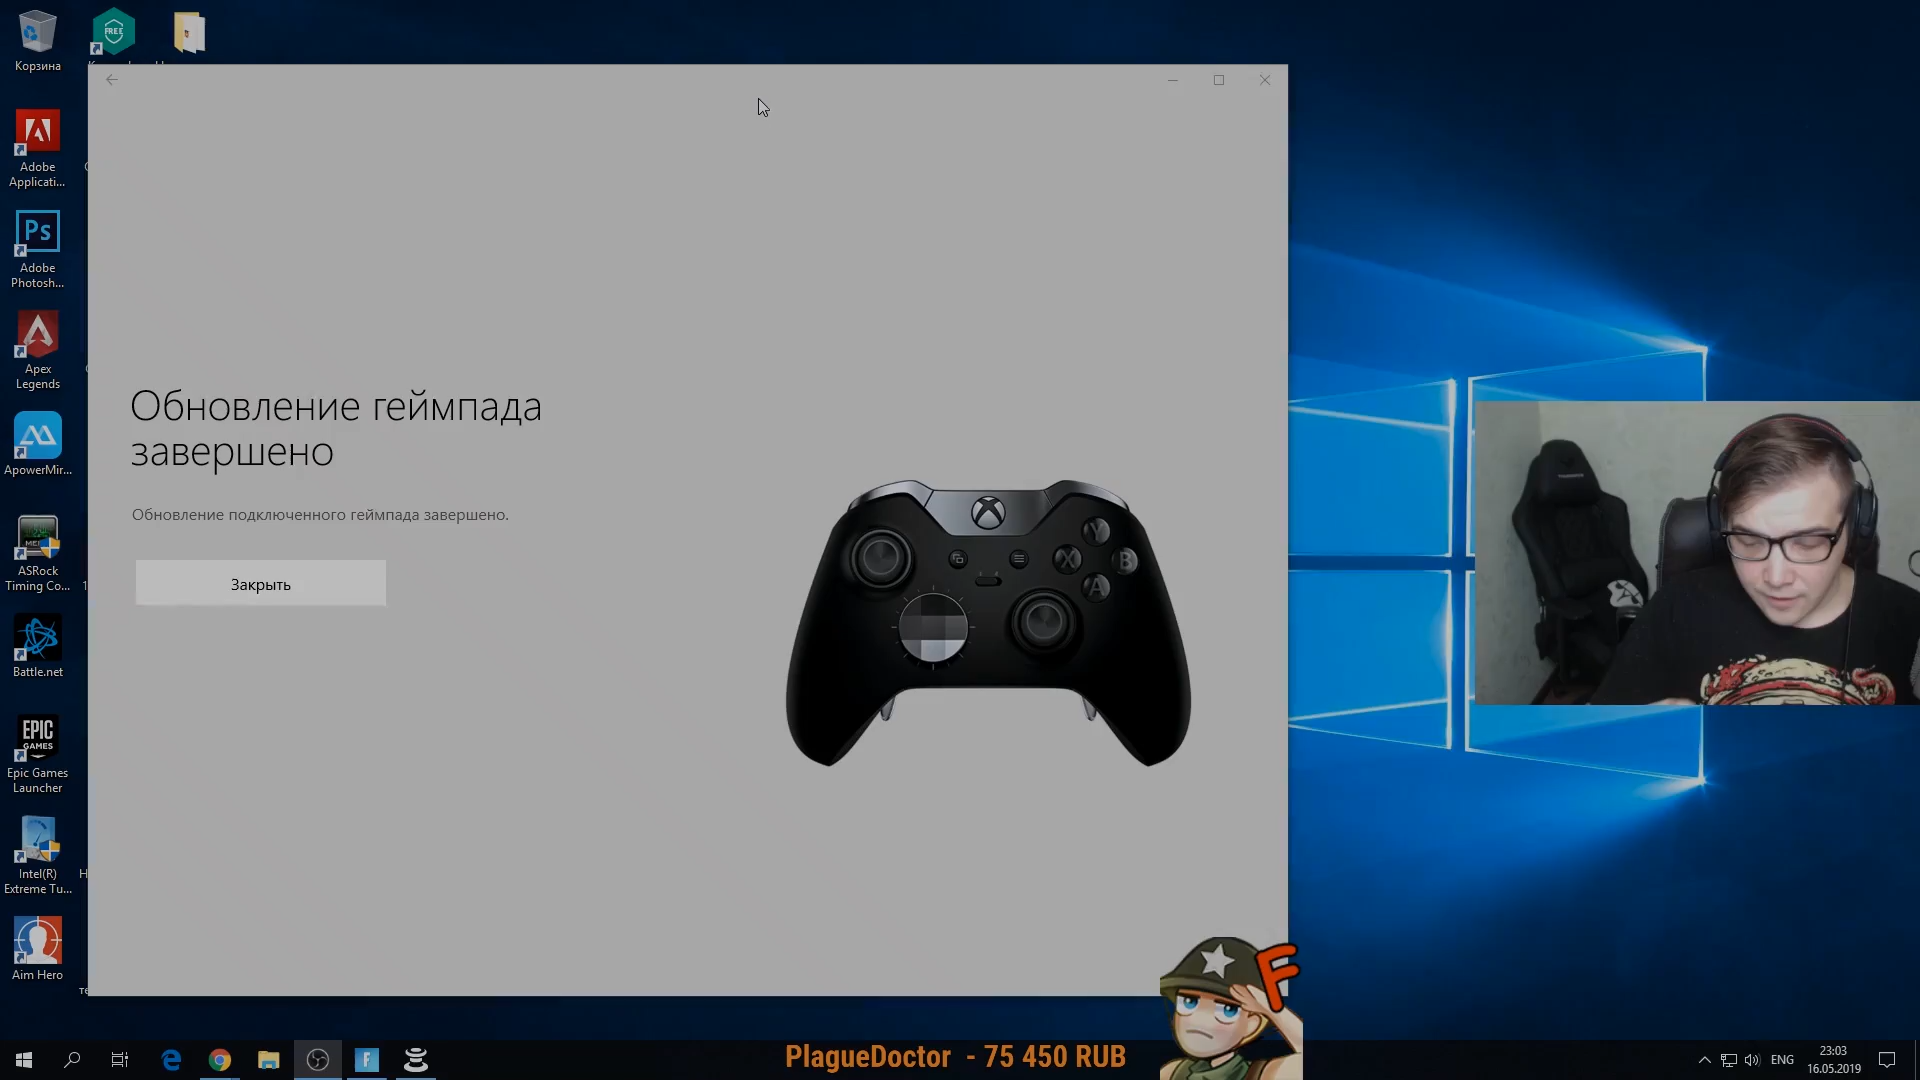 Корзина
FREE
Adobe
Applicati...
Ps
Adobe
Photosh...
Apex
Legends
ApowerMir...
ASRock
Timing Co...
Battle.net
EPIC
GAMES
Epic Games
Launcher
Intel(R)
Extreme Tu...
Aim Hero
Обновление геймпада
завершено
Обновление подключенного геймпада завершено.
Закрыть
Y
X
B
A
F
PlagueDoctor - 75 450 RUB
ENG
23:03
16.05.2019